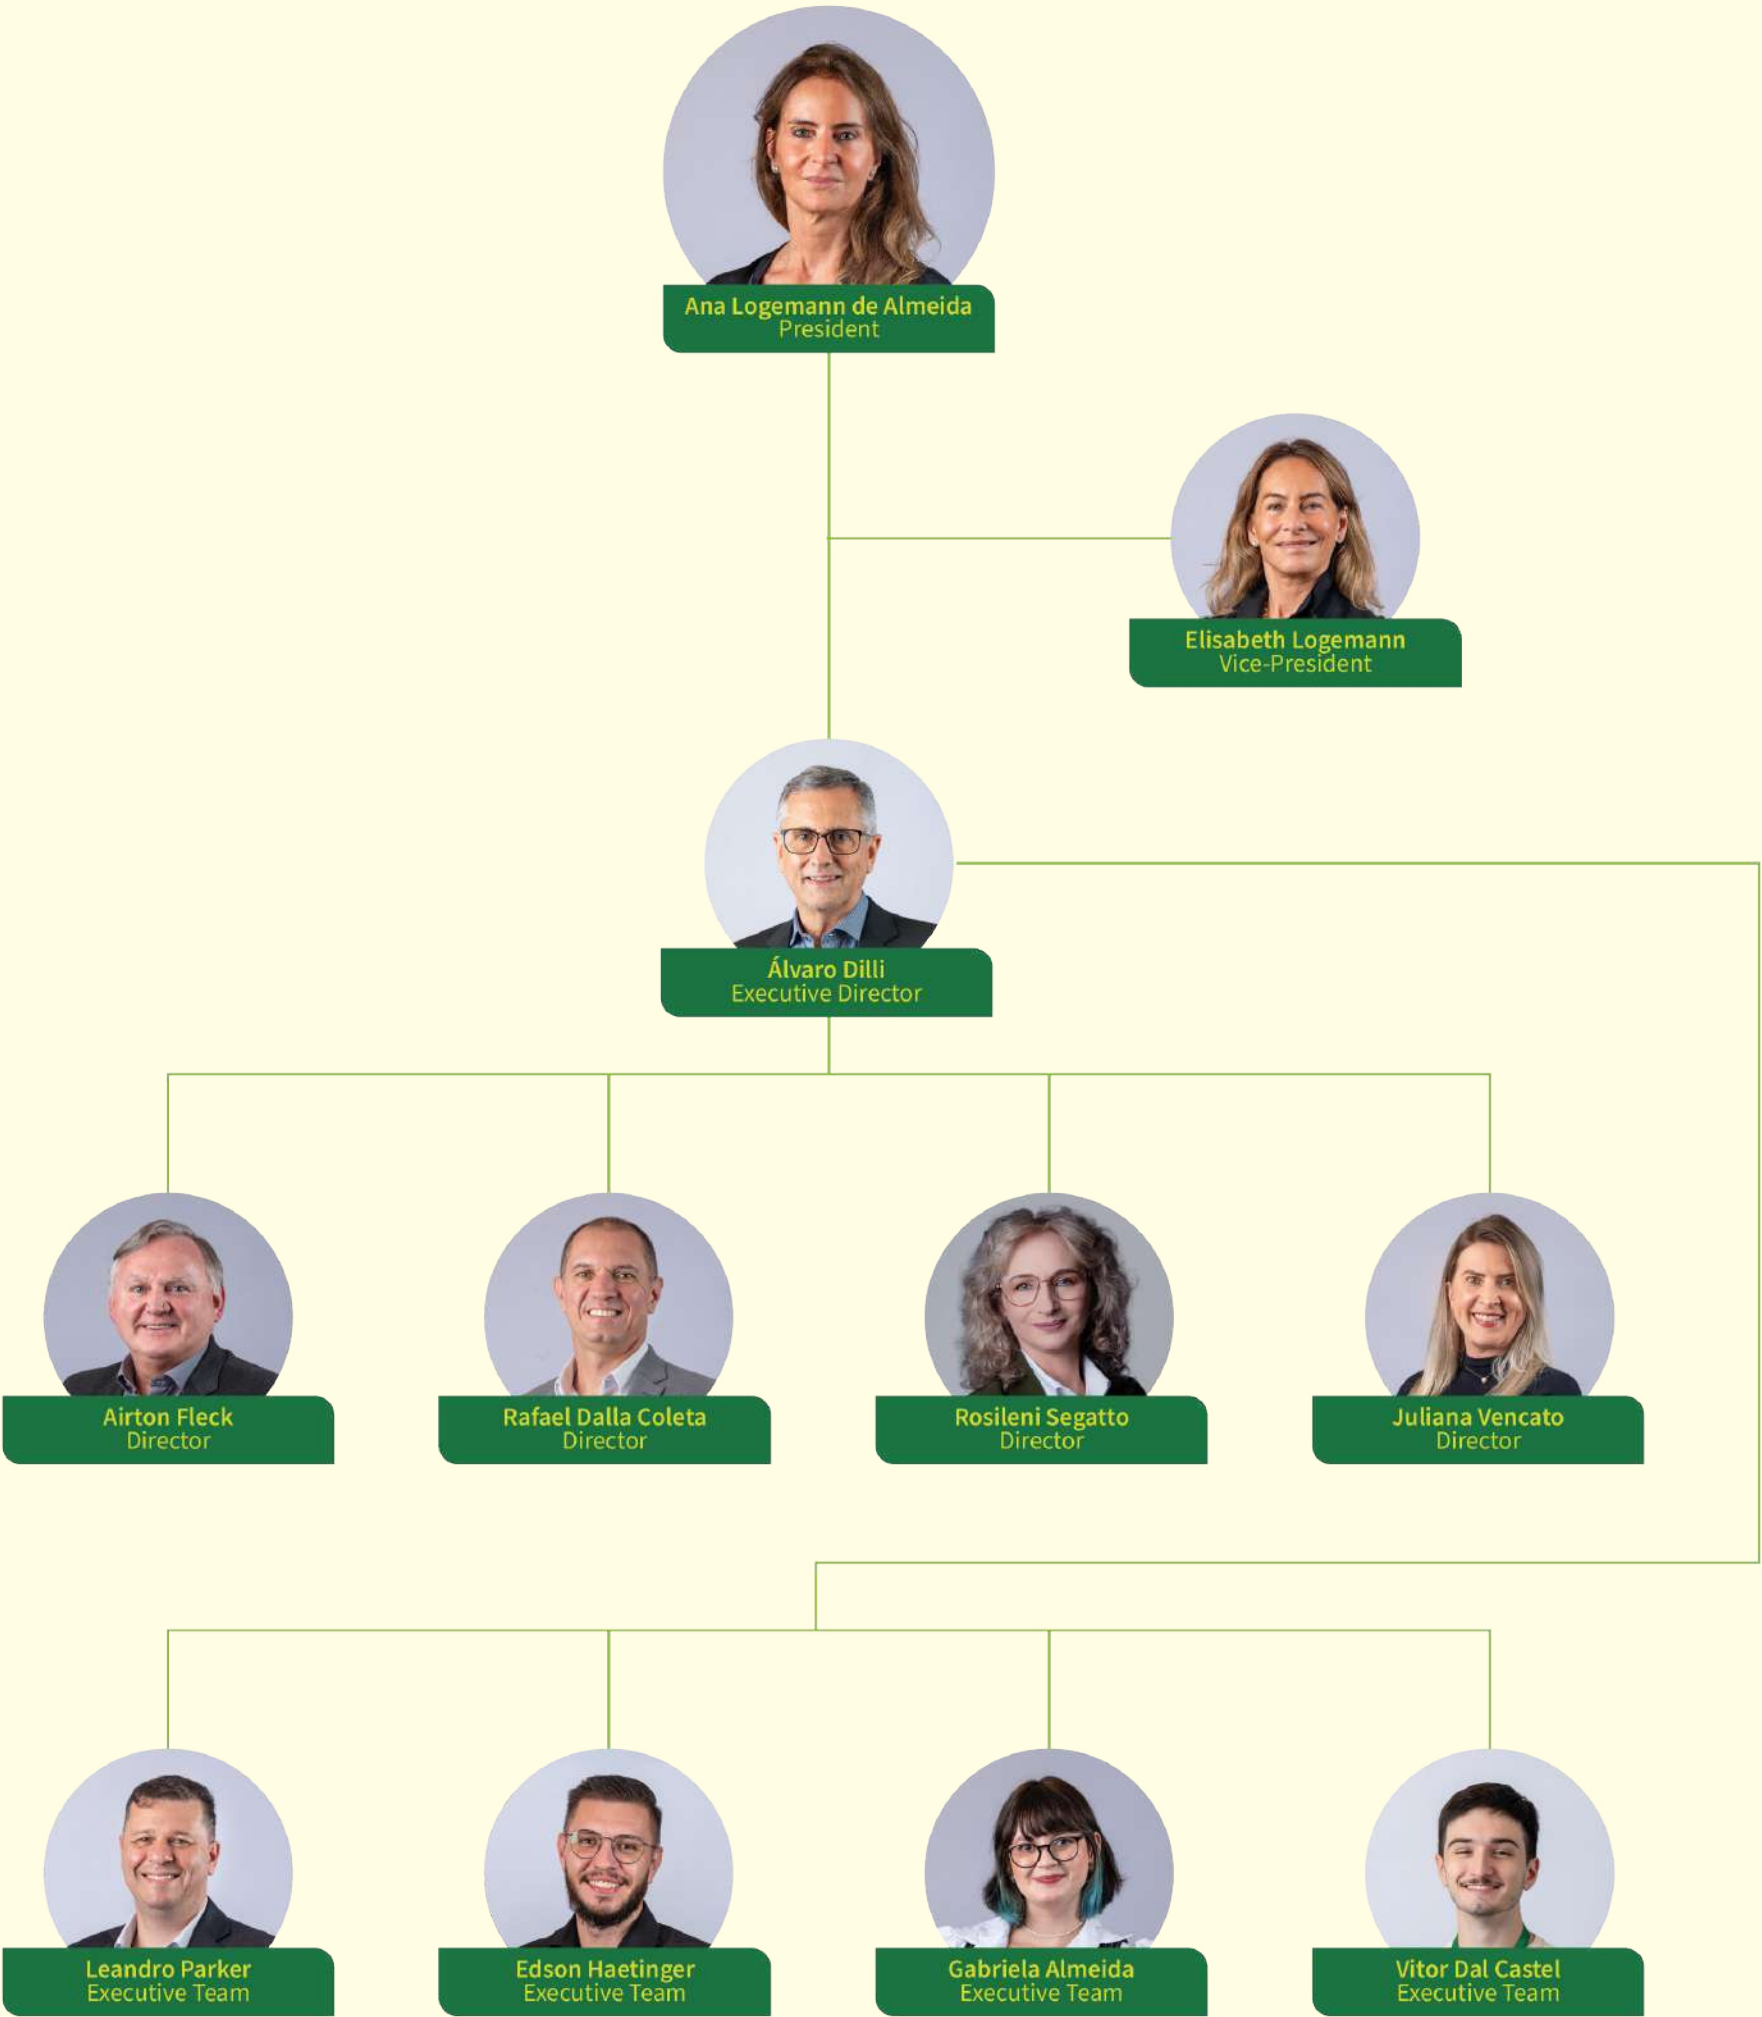 Ana Logemann de Almeida
President
Elisabeth Logemann
Vice-President
Álvaro Dilli
Executive Director
Airton Fleck
Director
Rafael Dalla Coleta
Director
Rosileni Segatto
Director
Juliana Vencato
Director
Leandro Parker
Executive Team
Edson Haetinger
Executive Team
Gabriela Almeida
Executive Team
Vitor Dal Castel
Executive Team